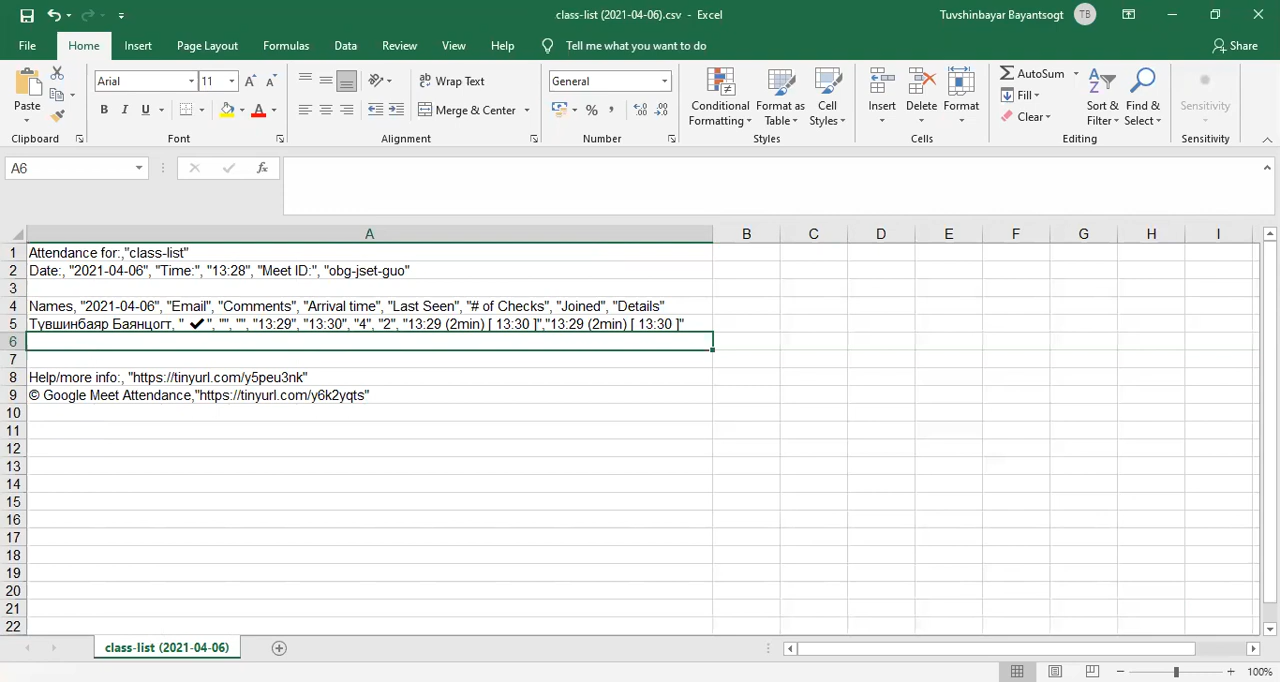 class-list (2021-04-06).csv - Excel
Tuvshinbayar Bayantsogt TB
File Home Insert Page Layout Formulas Data Review View Help Tell me what you want to do Share
Arial 11 Wrap Text General AutoSum
Paste Conditional Format as Cell Insert Delete Format Fill Sort & Find & Sensitivity
B I U A Merge & Center % , Formatting Table Styles Clear Filter Select
Clipboard Font Alignment Number Styles Cells Editing Sensitivity
A6 fx
A B C D E F G H I
1 Attendance for:,"class-list"
2 Date:, "2021-04-06", "Time:", "13:28", "Meet ID:", "obg-jset-guo"
3
4 Names, "2021-04-06", "Email", "Comments", "Arrival time", "Last Seen", "# of Checks", "Joined", "Details"
5 Түвшинбаяр Баянцогт, " ✔", "", "", "13:29", "13:30", "4", "2", "13:29 (2min) [ 13:30 ]","13:29 (2min) [ 13:30 ]"
6
7
8 Help/more info:, "https://tinyurl.com/y5peu3nk"
9 © Google Meet Attendance,"https://tinyurl.com/y6k2yqts"
10
11
12
13
14
15
16
17
18
19
20
21
22
class-list (2021-04-06)
100%